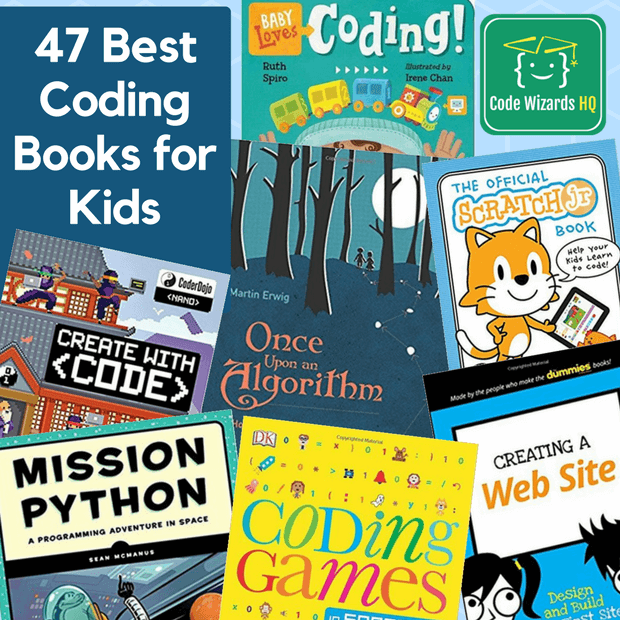 47 Best
Coding
Books for
Kids
BABY
Loves
Coding!
Ruth
Spiro
Illustrated by
Irene Chan
Code Wizards HQ
THE OFFICIAL
SCRATCH Jr
BOOK
Help Your
Kids Learn
to Code!
CoderDojo
<NANO>
CREATE WITH
<CODE>
Martin Erwig
Once
Upon an
Algorithm
Made by the people who make the dummies books!
CREATING A
Web Site
Design
and Build
MISSION
PYTHON
A PROGRAMMING ADVENTURE IN SPACE
SEAN MCMANUS
DK
CODing
GAMES